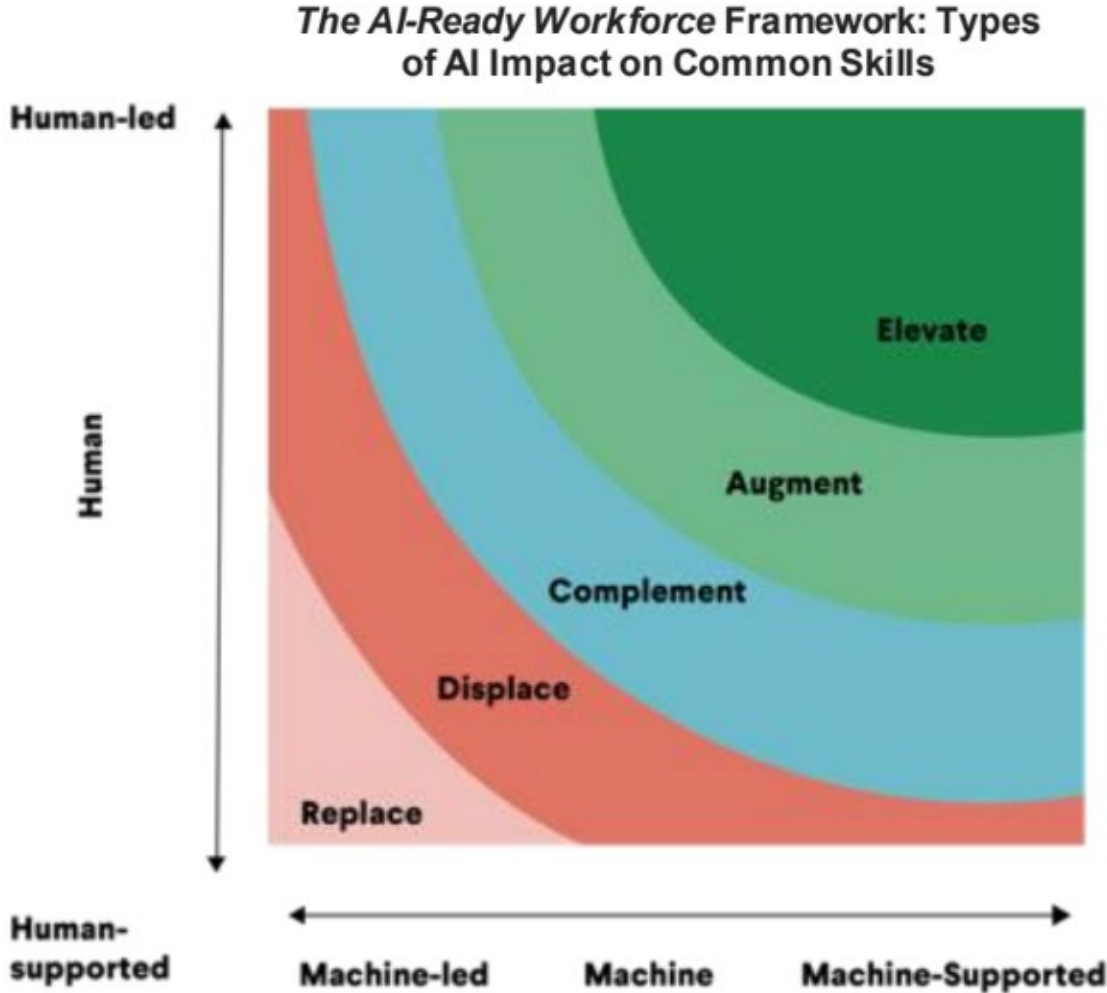 The AI-Ready Workforce Framework: Types
of AI Impact on Common Skills
Human-led
Human
Elevate
Augment
Complement
Displace
Replace
Human-
supported
Machine-led
Machine
Machine-Supported